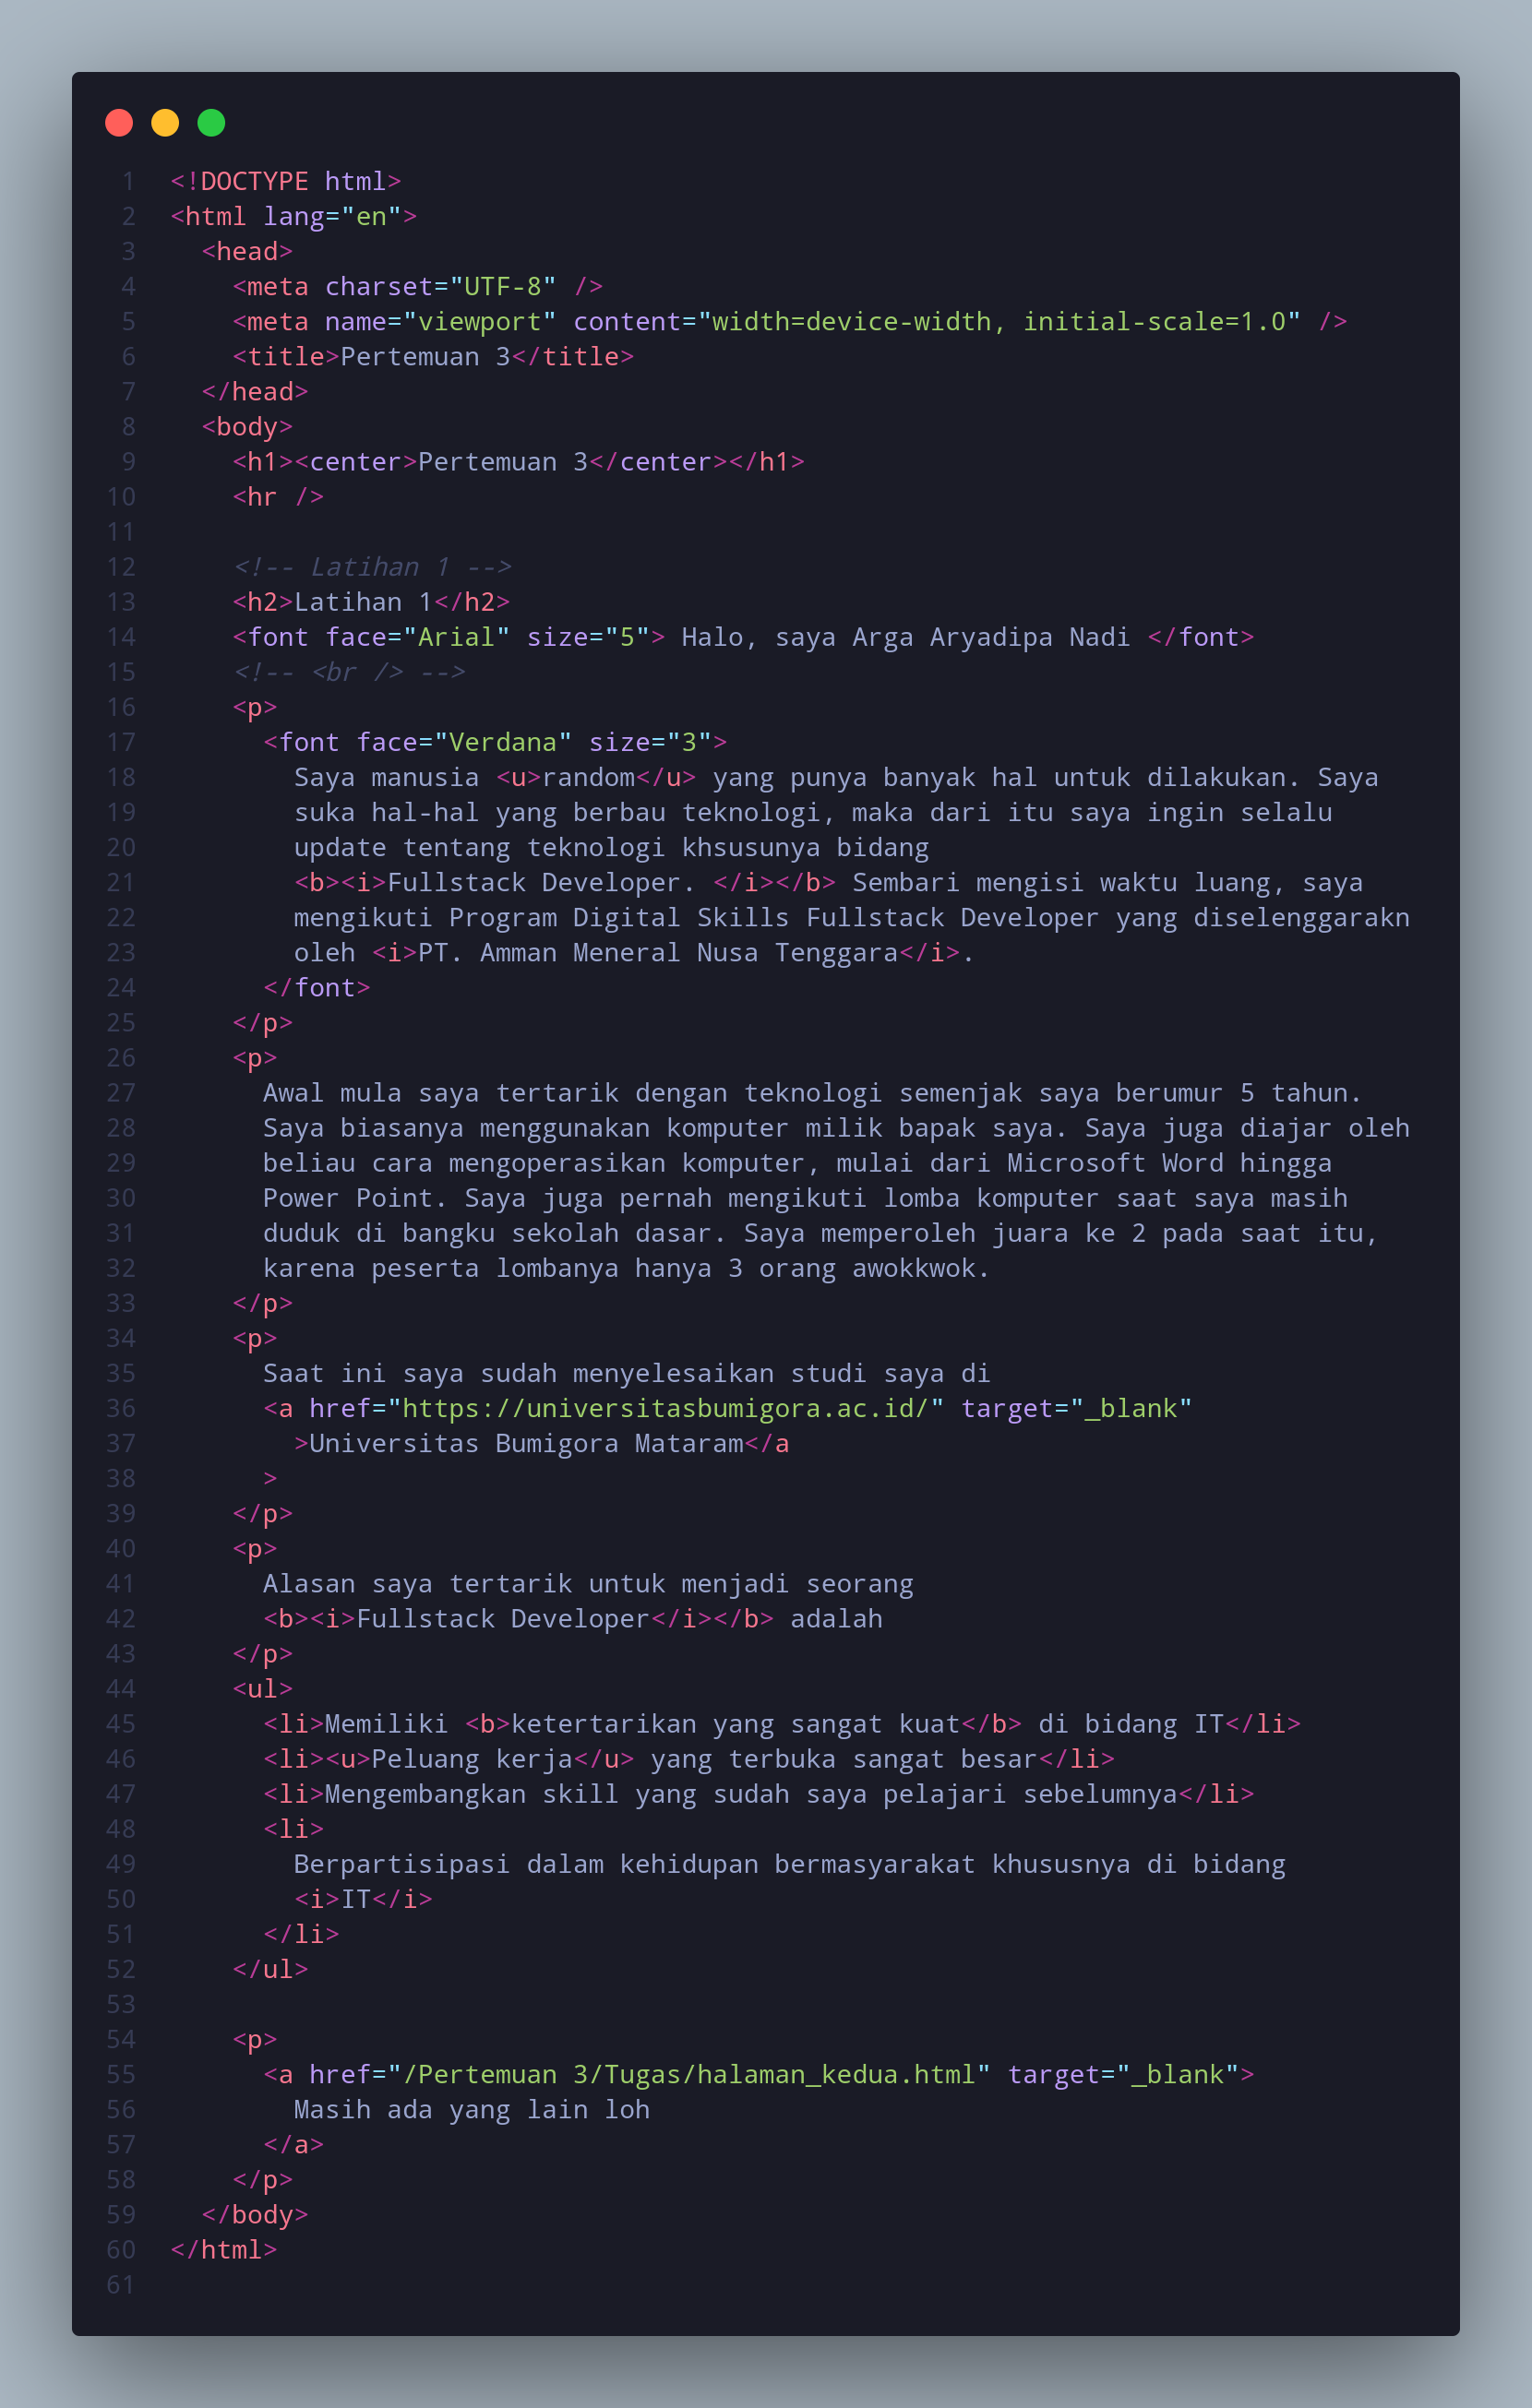 1 <!DOCTYPE html>
2 <html lang="en">
3   <head>
4     <meta charset="UTF-8" />
5     <meta name="viewport" content="width=device-width, initial-scale=1.0" />
6     <title>Pertemuan 3</title>
7   </head>
8   <body>
9     <h1><center>Pertemuan 3</center></h1>
10     <hr />
11
12     <!-- Latihan 1 -->
13     <h2>Latihan 1</h2>
14     <font face="Arial" size="5"> Halo, saya Arga Aryadipa Nadi </font>
15     <!-- <br /> -->
16     <p>
17       <font face="Verdana" size="3">
18         Saya manusia <u>random</u> yang punya banyak hal untuk dilakukan. Saya
19         suka hal-hal yang berbau teknologi, maka dari itu saya ingin selalu
20         update tentang teknologi khsusunya bidang
21         <b><i>Fullstack Developer. </i></b> Sembari mengisi waktu luang, saya
22         mengikuti Program Digital Skills Fullstack Developer yang diselenggarakn
23         oleh <i>PT. Amman Meneral Nusa Tenggara</i>.
24       </font>
25     </p>
26     <p>
27       Awal mula saya tertarik dengan teknologi semenjak saya berumur 5 tahun.
28       Saya biasanya menggunakan komputer milik bapak saya. Saya juga diajar oleh
29       beliau cara mengoperasikan komputer, mulai dari Microsoft Word hingga
30       Power Point. Saya juga pernah mengikuti lomba komputer saat saya masih
31       duduk di bangku sekolah dasar. Saya memperoleh juara ke 2 pada saat itu,
32       karena peserta lombanya hanya 3 orang awokkwok.
33     </p>
34     <p>
35       Saat ini saya sudah menyelesaikan studi saya di
36       <a href="https://universitasbumigora.ac.id/" target="_blank"
37         >Universitas Bumigora Mataram</a
38       >
39     </p>
40     <p>
41       Alasan saya tertarik untuk menjadi seorang
42       <b><i>Fullstack Developer</i></b> adalah
43     </p>
44     <ul>
45       <li>Memiliki <b>ketertarikan yang sangat kuat</b> di bidang IT</li>
46       <li><u>Peluang kerja</u> yang terbuka sangat besar</li>
47       <li>Mengembangkan skill yang sudah saya pelajari sebelumnya</li>
48       <li>
49         Berpartisipasi dalam kehidupan bermasyarakat khususnya di bidang
50         <i>IT</i>
51       </li>
52     </ul>
53
54     <p>
55       <a href="/Pertemuan 3/Tugas/halaman_kedua.html" target="_blank">
56         Masih ada yang lain loh
57       </a>
58     </p>
59   </body>
60 </html>
61